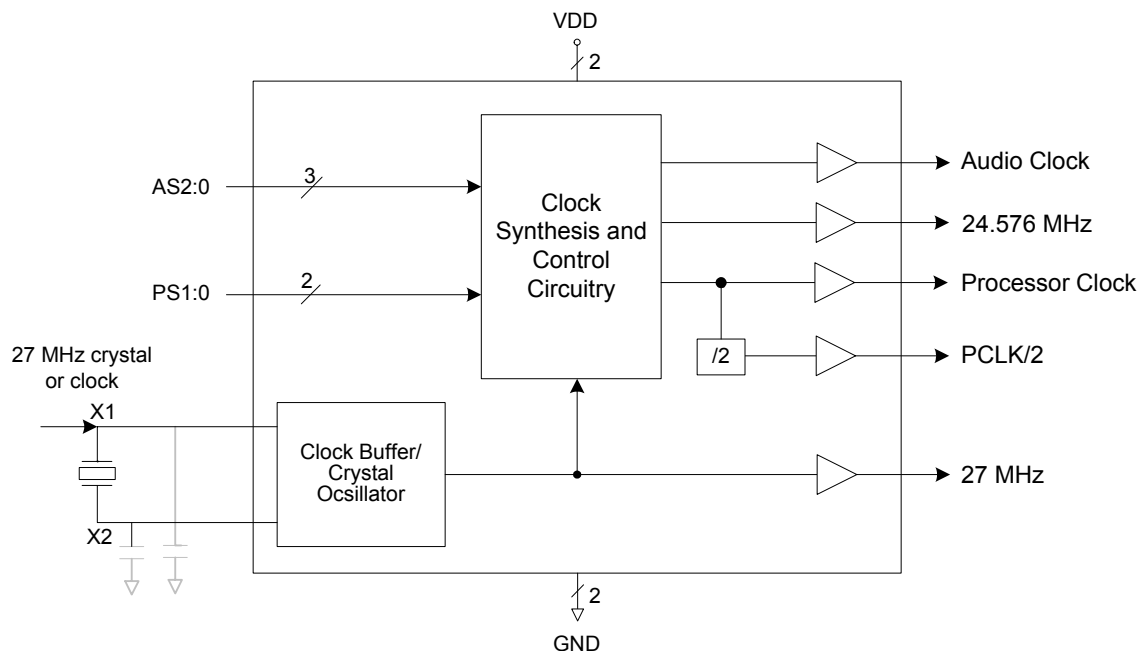 VDD
2
AS2:0
3
PS1:0
2
Clock
Synthesis and
Control
Circuitry
Audio Clock
24.576 MHz
Processor Clock
/2
PCLK/2
27 MHz crystal
or clock
X1
X2
Clock Buffer/
Crystal
Ocsillator
27 MHz
2
GND